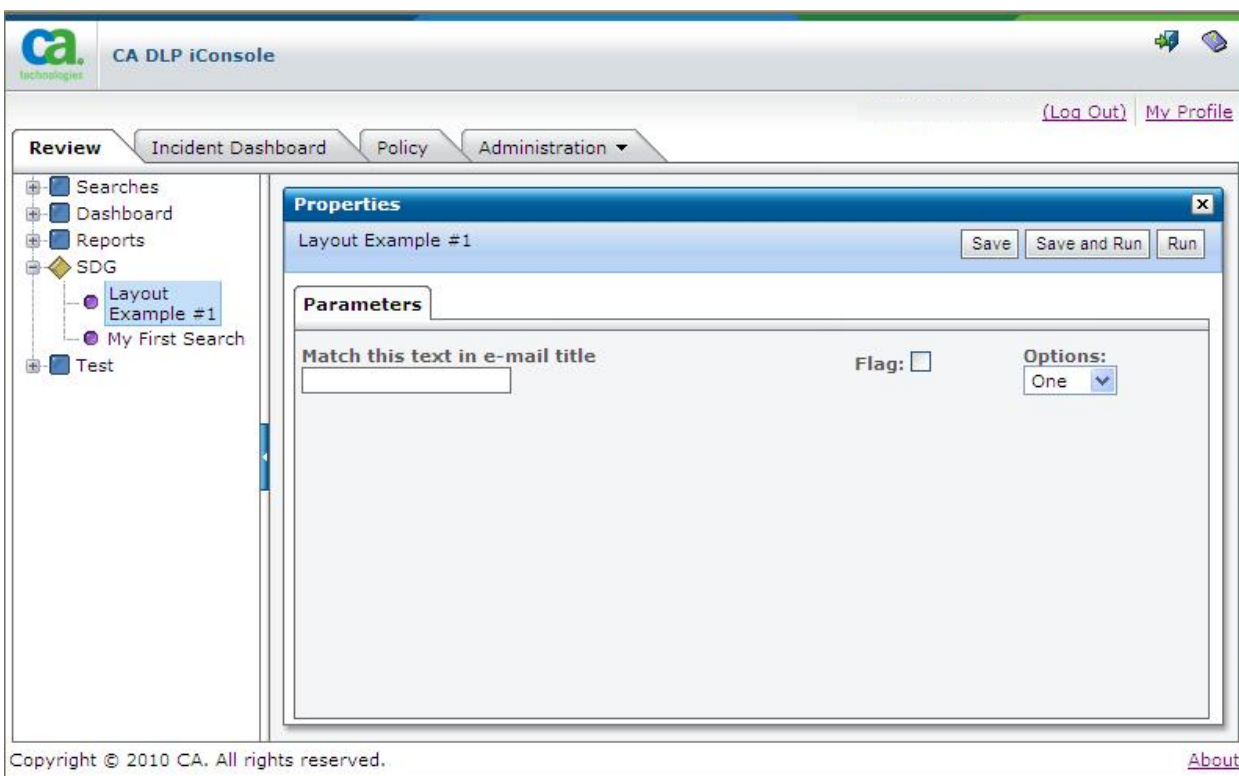 ca.
technologies
CA DLP iConsole
(Log Out) My Profile
Review Incident Dashboard Policy Administration
Searches
Dashboard
Reports
SDG
Layout
Example #1
My First Search
Test
Properties
Layout Example #1 Save Save and Run Run
Parameters
Match this text in e-mail title Flag: Options:
One
Copyright © 2010 CA. All rights reserved. About